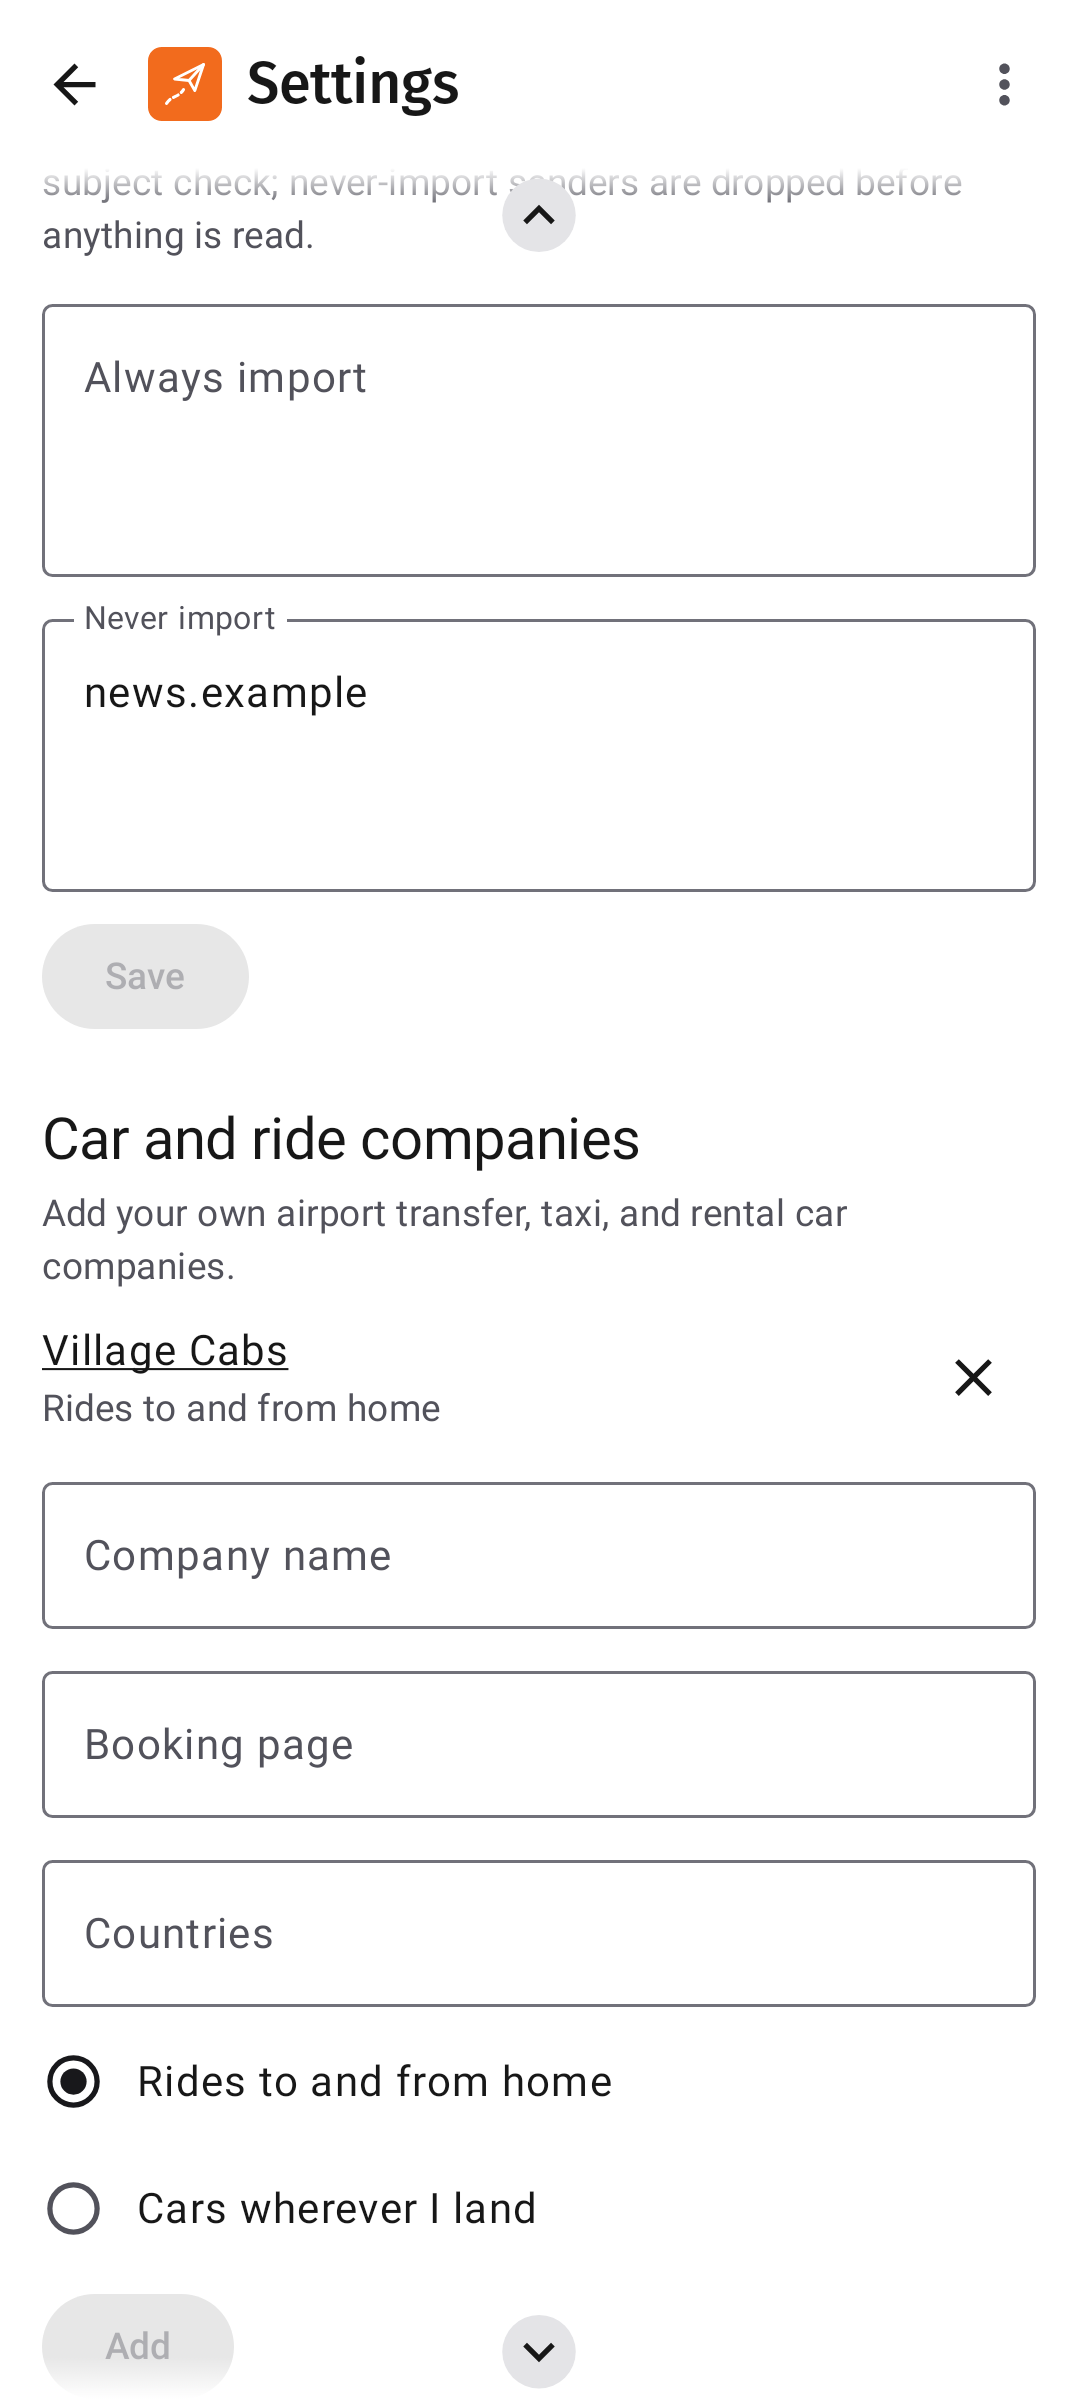 Settings
subject check; never-import senders are dropped before
anything is read.
Always import
Never import
news.example
Save
Car and ride companies
Add your own airport transfer, taxi, and rental car
companies.
Village Cabs
Rides to and from home
Company name
Booking page
Countries
Rides to and from home
Cars wherever I land
Add